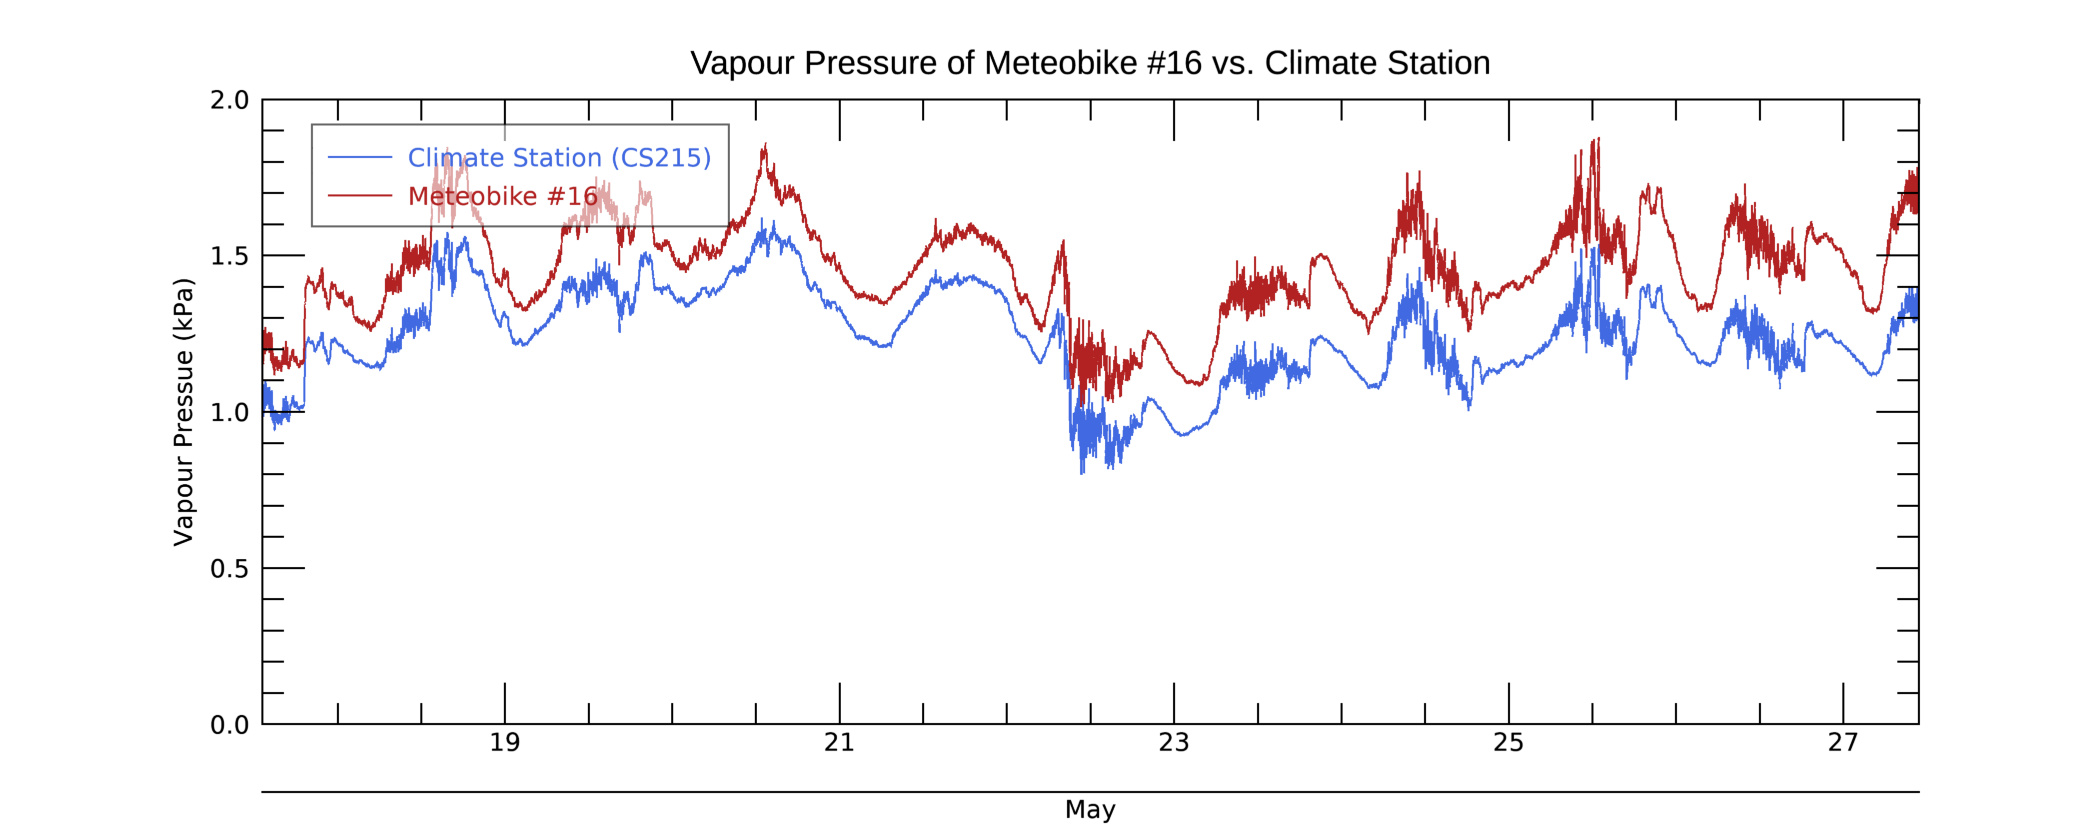 Vapour Pressure of Meteobike #16 vs. Climate Station
Climate Station (CS215)
Meteobike #16
Vapour Pressue (kPa)
2.0
1.5
1.0
0.5
0.0
19 21 23 25 27
May